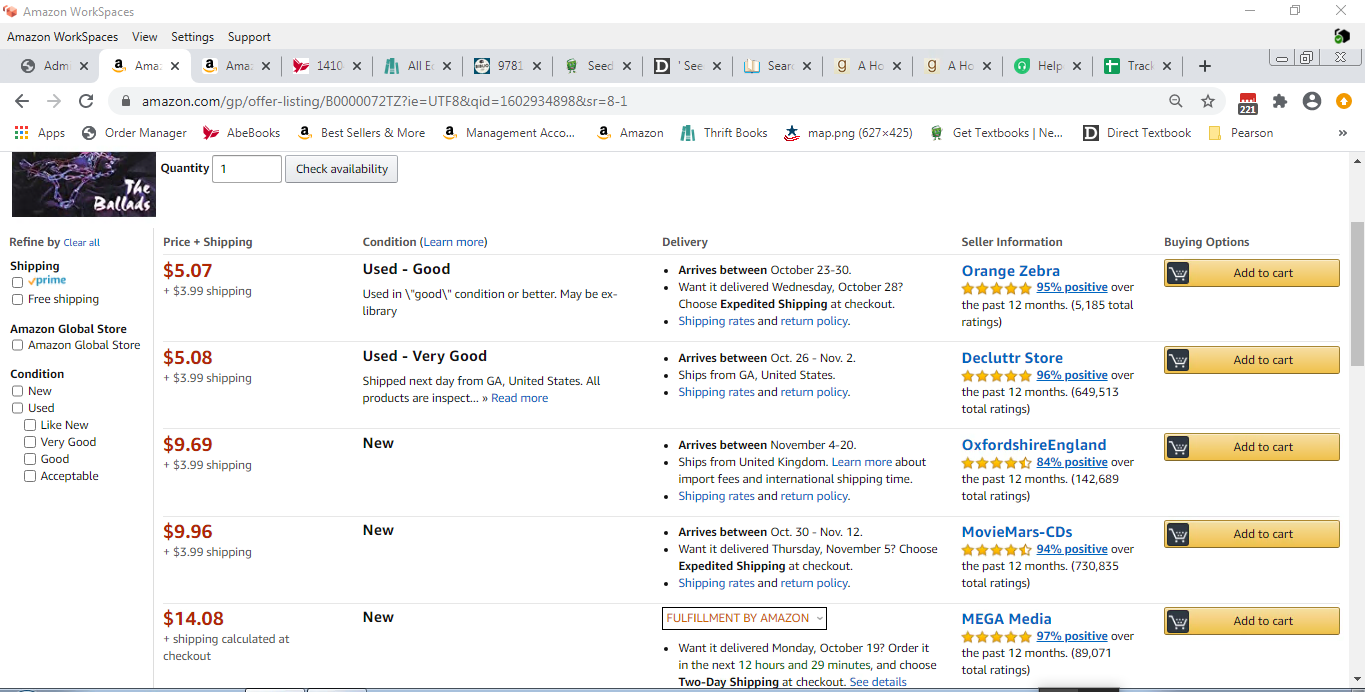 Amazon WorkSpaces
Amazon WorkSpaces View Settings Support
Adm Ama: Ama: 1410 All E 9781 Seed ' See Sear A Ho A Ho Help Track
amazon.com/gp/offer-listing/B0000072TZ?ie=UTF8&qid=1602934898&sr=8-1
221
Apps Order Manager AbeBooks Best Sellers & More Management Acco... Amazon Thrift Books map.png (627×425) Get Textbooks | Ne... Direct Textbook Pearson »
The
Ballads
Quantity 1 Check availability
Refine by Clear all
Shipping
prime
Free shipping
Amazon Global Store
Amazon Global Store
Condition
New
Used
Like New
Very Good
Good
Acceptable
Price + Shipping Condition (Learn more) Delivery Seller Information Buying Options
$5.07
+ $3.99 shipping
Used - Good
Used in \"good\" condition or better. May be ex-
library
• Arrives between October 23-30.
• Want it delivered Wednesday, October 28?
Choose Expedited Shipping at checkout.
• Shipping rates and return policy.
Orange Zebra
95% positive over
the past 12 months. (5,185 total
ratings)
Add to cart
$5.08
+ $3.99 shipping
Used - Very Good
Shipped next day from GA, United States. All
products are inspect... » Read more
• Arrives between Oct. 26 - Nov. 2.
• Ships from GA, United States.
• Shipping rates and return policy.
Decluttr Store
96% positive over
the past 12 months. (649,513
total ratings)
Add to cart
$9.69
+ $3.99 shipping
New
• Arrives between November 4-20.
• Ships from United Kingdom. Learn more about
import fees and international shipping time.
• Shipping rates and return policy.
OxfordshireEngland
84% positive over
the past 12 months. (142,689
total ratings)
Add to cart
$9.96
+ $3.99 shipping
New
• Arrives between Oct. 30 - Nov. 12.
• Want it delivered Thursday, November 5? Choose
Expedited Shipping at checkout.
• Shipping rates and return policy.
MovieMars-CDs
94% positive over
the past 12 months. (730,835
total ratings)
Add to cart
$14.08
+ shipping calculated at
checkout
New
FULFILLMENT BY AMAZON
• Want it delivered Monday, October 19? Order it
in the next 12 hours and 29 minutes, and choose
Two-Day Shipping at checkout. See details
MEGA Media
97% positive over
the past 12 months. (89,071
total ratings)
Add to cart